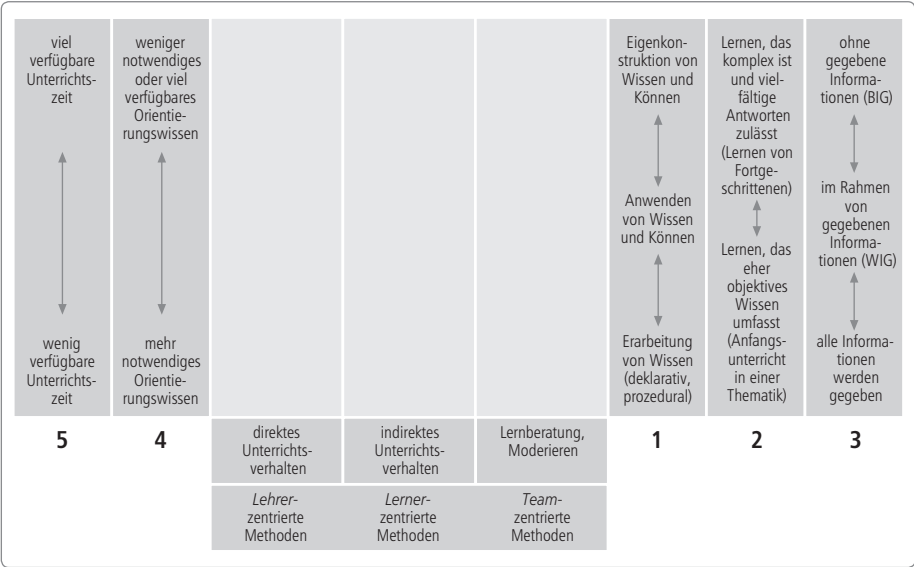 viel
verfügbare
Unterrichts-
zeit
wenig
verfügbare
Unterrichts-
zeit
5
weniger
notwendiges
oder viel
verfügbares
Orientie-
rungswissen
mehr
notwendiges
Orientie-
rungswissen
4
direktes
Unterrichts-
verhalten
Lehrer-
zentrierte
Methoden
indirektes
Unterrichts-
verhalten
Lerner-
zentrierte
Methoden
Lernberatung,
Moderieren
Team-
zentrierte
Methoden
Eigenkon-
struktion von
Wissen und
Können
Anwenden
von Wissen
und Können
Erarbeitung
von Wissen
(deklarativ,
prozedural)
1
Lernen, das
komplex ist
und viel-
fältige
Antworten
zulässt
(Lernen von
Fortge-
schrittenen)
Lernen, das
eher
objektives
Wissen
umfasst
(Anfangs-
unterricht
in einer
Thematik)
2
ohne
gegebene
Informa-
tionen (BIG)
im Rahmen
von
gegebenen
Informa-
tionen (WIG)
alle Informa-
tionen
werden
gegeben
3